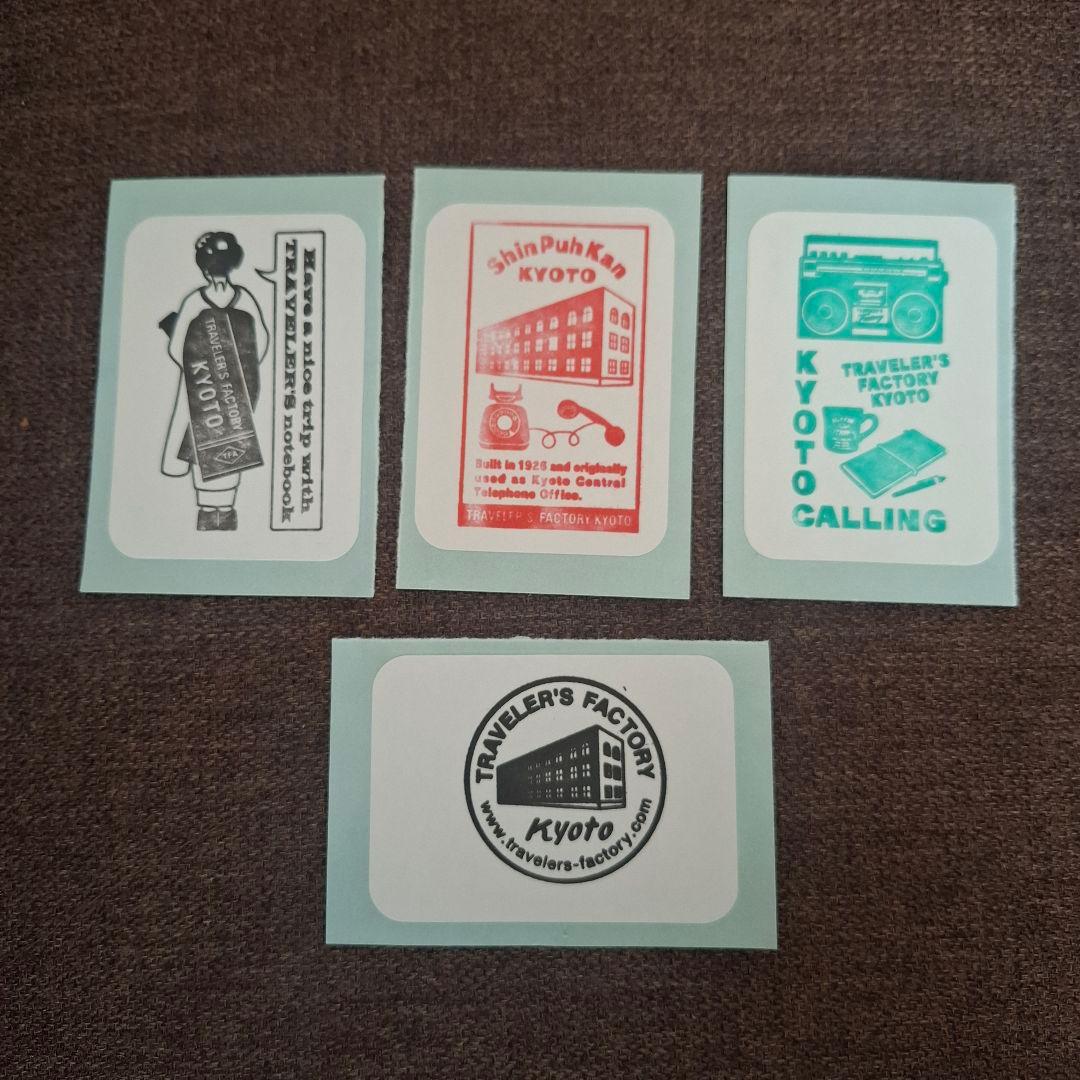 Have a nice trip with
TRAVELER'S notebook
TRAVELER'S FACTORY
KYOTO
TFA
ShinPuhKan
KYOTO
Built in 1926 and originally
used as Kyoto Central
Telephone Office.
TRAVELER'S FACTORY KYOTO
KYOTO
CALLING
TRAVELER'S
FACTORY
KYOTO
TRAVELER'S FACTORY
Kyoto
www.travelers-factory.com